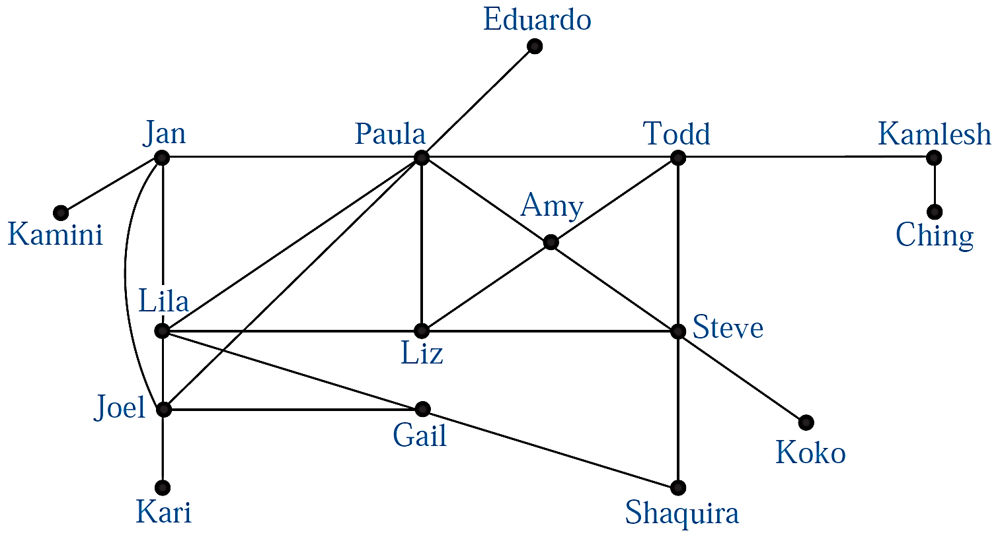 Eduardo
Jan
Paula
Todd
Kamlesh
Amy
Kamini
Ching
Lila
Steve
Liz
Joel
Gail
Koko
Kari
Shaquira